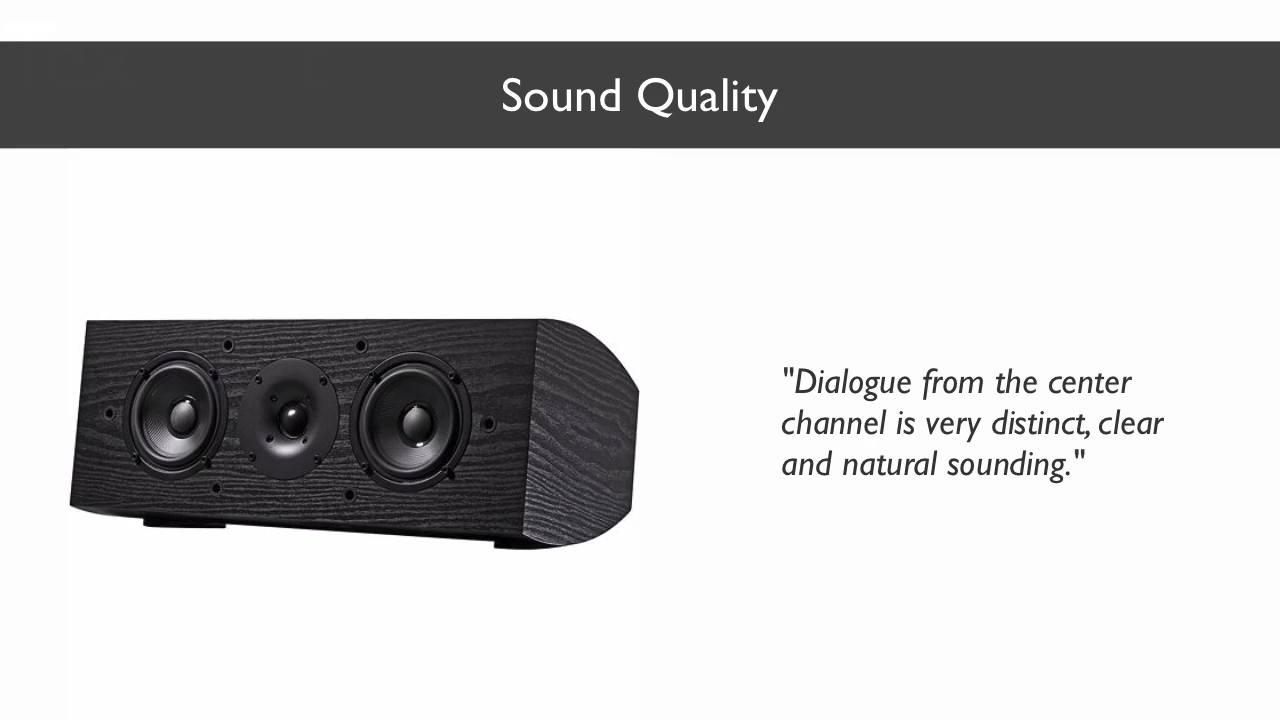 Sound Quality
"Dialogue from the center
channel is very distinct, clear
and natural sounding."